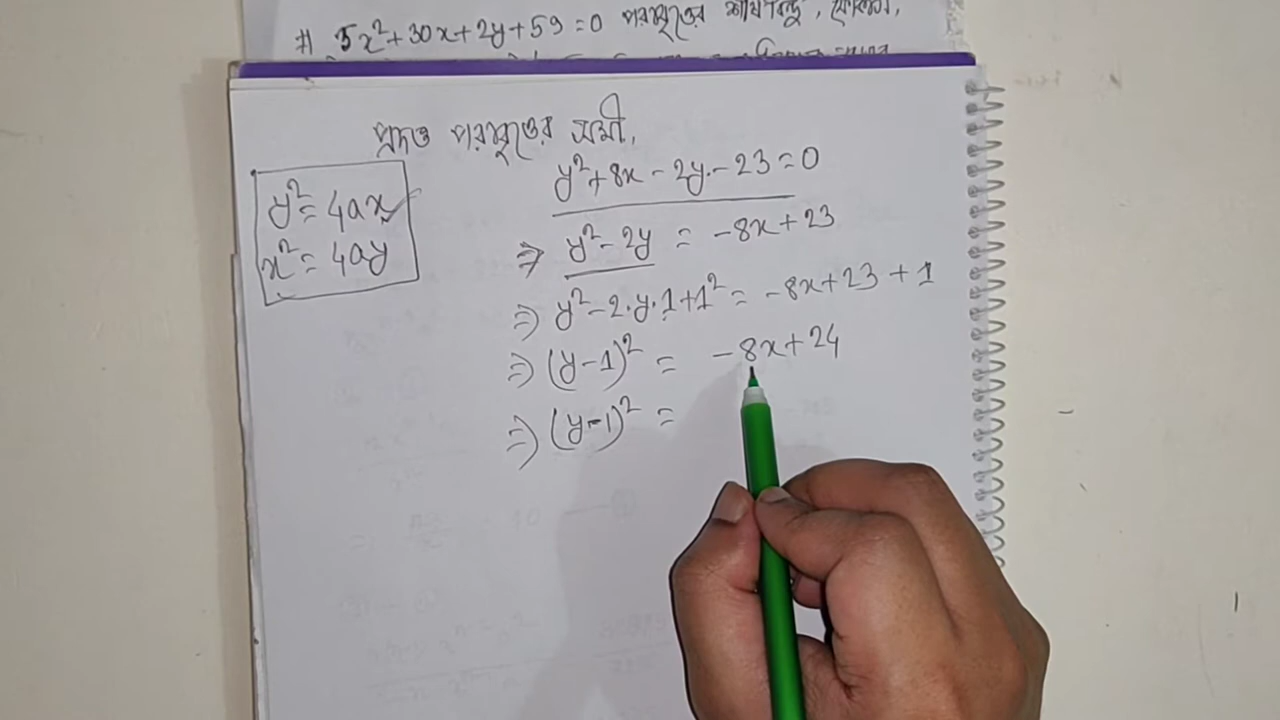 # 5x²+30x+2y+59=0 পরাবৃত্তের শীর্ষবিন্দু,
প্রদত্ত পরাবৃত্তের সমী,
y²+8x-2y-23=0
y²=4ax
x²=4ay
⇒ y²-2y = -8x+23
⇒ y²-2·y·1+1² = -8x+23+1
⇒ (y-1)² = -8x+24
⇒ (y-1)² =